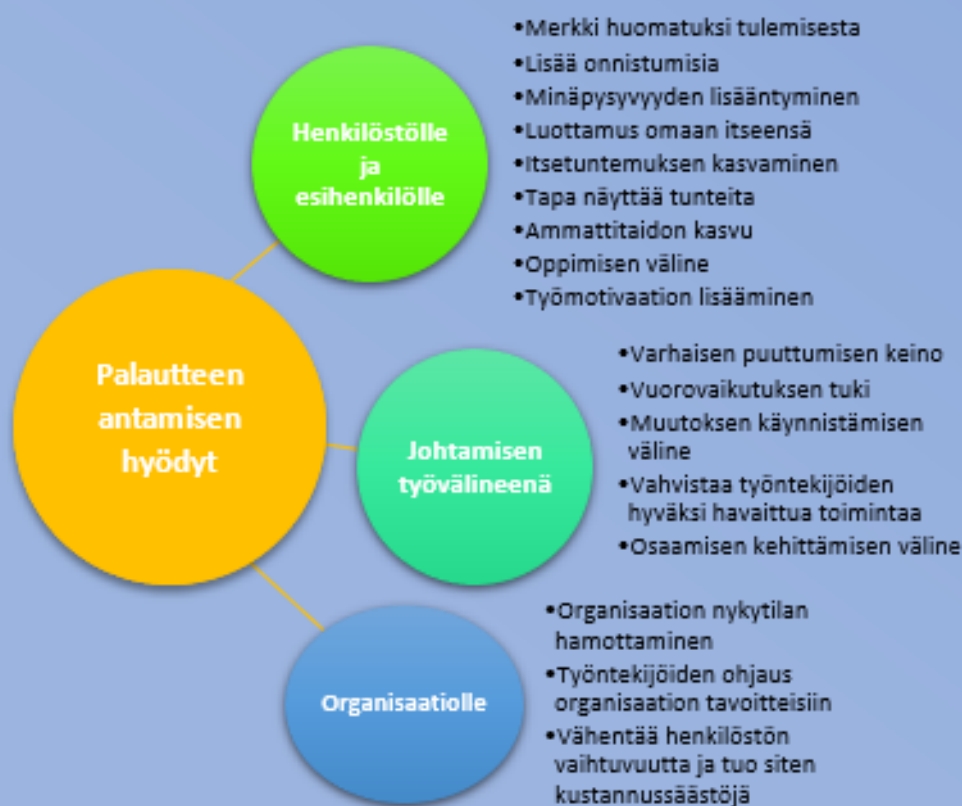 Palautteen
antamisen
hyödyt
Henkilöstölle
ja
esihenkilölle
•Merkki huomatuksi tulemisesta
•Lisää onnistumisia
•Minäpysyvyyden lisääntyminen
•Luottamus omaan itseensä
•Itsetuntemuksen kasvaminen
•Tapa näyttää tunteita
•Ammattitaidon kasvu
•Oppimisen väline
•Työmotivaation lisääminen
Johtamisen
työvälineenä
•Varhaisen puuttumisen keino
•Vuorovaikutuksen tuki
•Muutoksen käynnistämisen
väline
•Vahvistaa työntekijöiden
hyväksi havaittua toimintaa
•Osaamisen kehittämisen väline
Organisaatiolle
•Organisaation nykytilan
hamottaminen
•Työntekijöiden ohjaus
organisaation tavoitteisiin
•Vähentää henkilöstön
vaihtuvuutta ja tuo siten
kustannussäästöjä